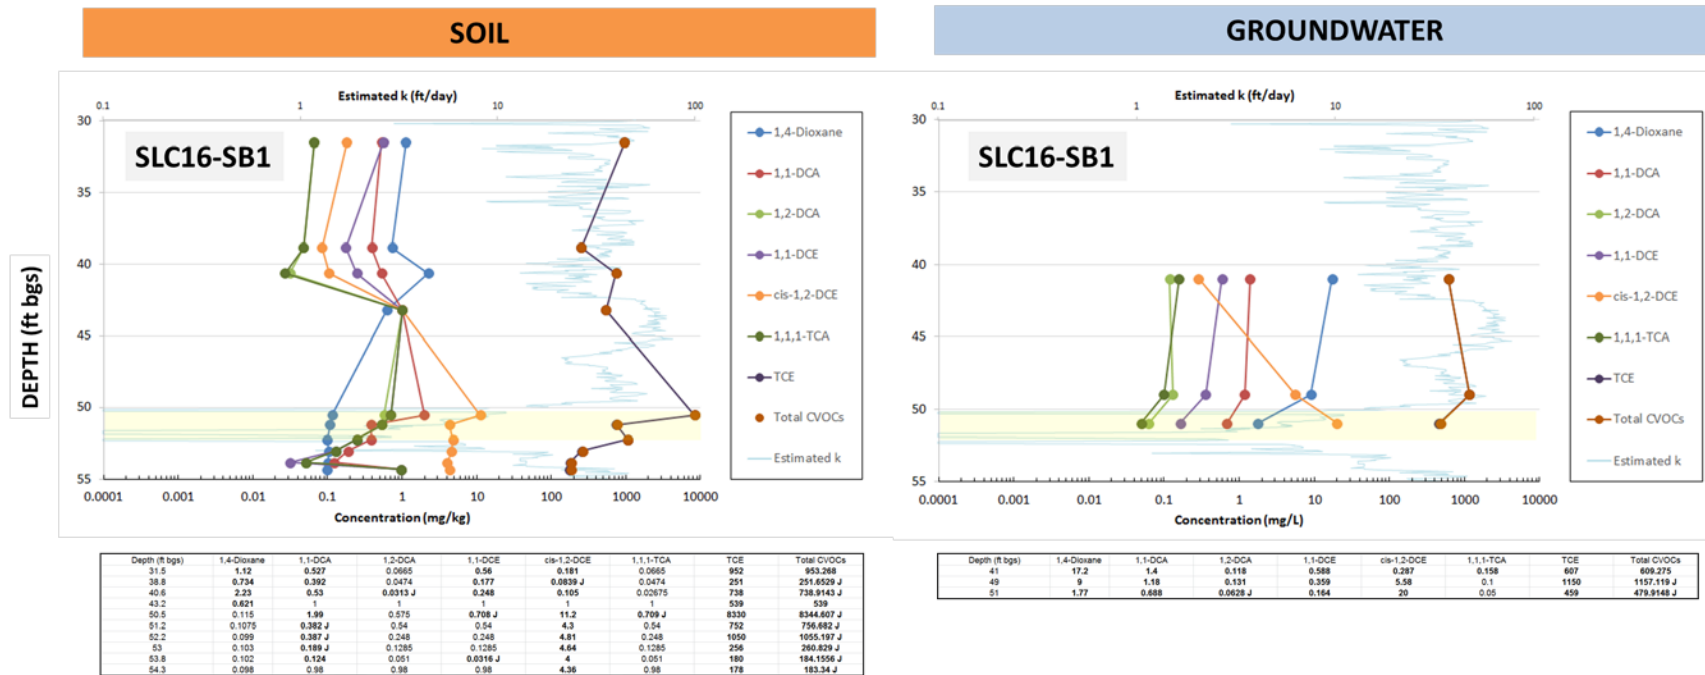 SOIL
GROUNDWATER
Estimated k (ft/day)
0.1 1 10 100
SLC16-SB1
DEPTH (ft bgs)
30
35
40
45
50
55
0.0001 0.001 0.01 0.1 1 10 100 1000 10000
Concentration (mg/kg)
1,4-Dioxane
1,1-DCA
1,2-DCA
1,1-DCE
cis-1,2-DCE
1,1,1-TCA
TCE
Total CVOCs
Estimated k
Estimated k (ft/day)
0.1 1 10 100
SLC16-SB1
30
35
40
45
50
55
0.0001 0.001 0.01 0.1 1 10 100 1000 10000
Concentration (mg/L)
1,4-Dioxane
1,1-DCA
1,2-DCA
1,1-DCE
cis-1,2-DCE
1,1,1-TCA
TCE
Total CVOCs
Estimated k
Depth (ft bgs) 1,4-Dioxane 1,1-DCA 1,2-DCA 1,1-DCE cis-1,2-DCE 1,1,1-TCA TCE Total CVOCs
31.5 1.12 0.527 0.0665 0.56 0.181 0.0665 952 953.268
38.8 0.734 0.392 0.0474 0.177 0.0839 J 0.0474 251 251.6529 J
40.6 2.23 0.53 0.0313 J 0.248 0.105 0.02675 738 738.9143 J
43.2 0.621 1 1 1 1 1 539 539
50.5 0.115 1.99 0.575 0.708 J 11.2 0.709 J 8330 8344.607 J
51.2 0.1075 0.382 J 0.54 0.54 4.3 0.54 752 756.682 J
52.2 0.099 0.387 J 0.248 0.248 4.81 0.248 1050 1055.197 J
53 0.103 0.189 J 0.1285 0.1285 4.64 0.1285 256 260.829 J
53.8 0.102 0.124 0.051 0.0316 J 4 0.051 180 184.1556 J
54.3 0.098 0.98 0.98 0.98 4.36 0.98 178 183.34 J
Depth (ft bgs) 1,4-Dioxane 1,1-DCA 1,2-DCA 1,1-DCE cis-1,2-DCE 1,1,1-TCA TCE Total CVOCs
41 17.2 1.4 0.118 0.588 0.287 0.158 607 609.275
49 9 1.18 0.131 0.359 5.58 0.1 1150 1157.119 J
51 1.77 0.688 0.0628 J 0.164 20 0.05 459 479.9148 J